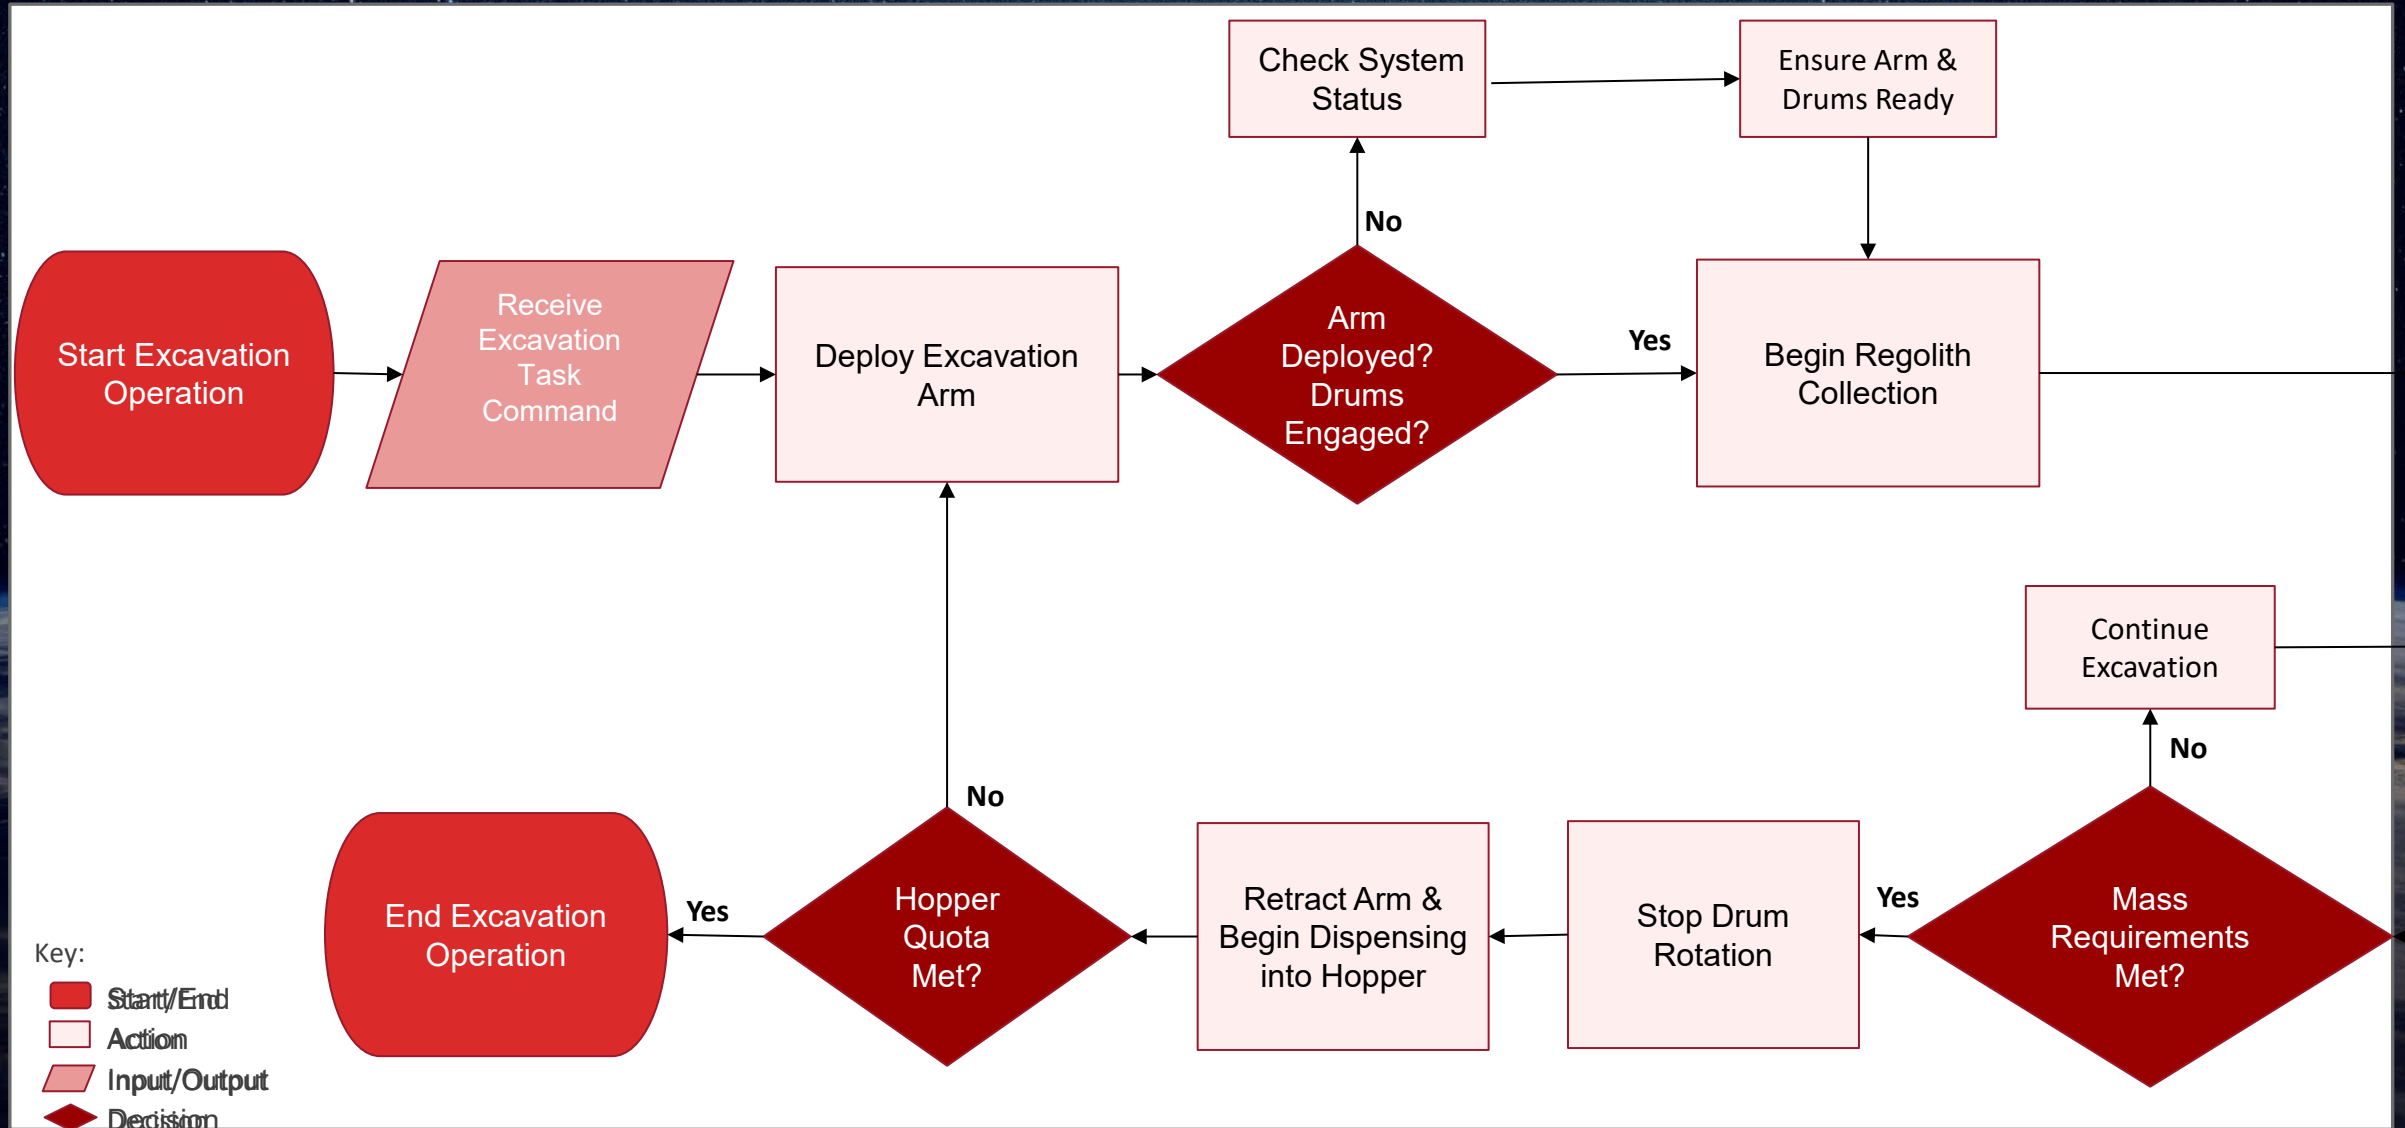 Check System
Status
Ensure Arm &
Drums Ready
No
Start Excavation
Operation
Receive
Excavation
Task
Command
Deploy Excavation
Arm
Arm
Deployed?
Drums
Engaged?
Yes
Begin Regolith
Collection
Continue
Excavation
No
No
End Excavation
Operation
Yes
Hopper
Quota
Met?
Retract Arm &
Begin Dispensing
into Hopper
Stop Drum
Rotation
Yes
Mass
Requirements
Met?
Key:
Start/End
Action
Input/Output
Decision